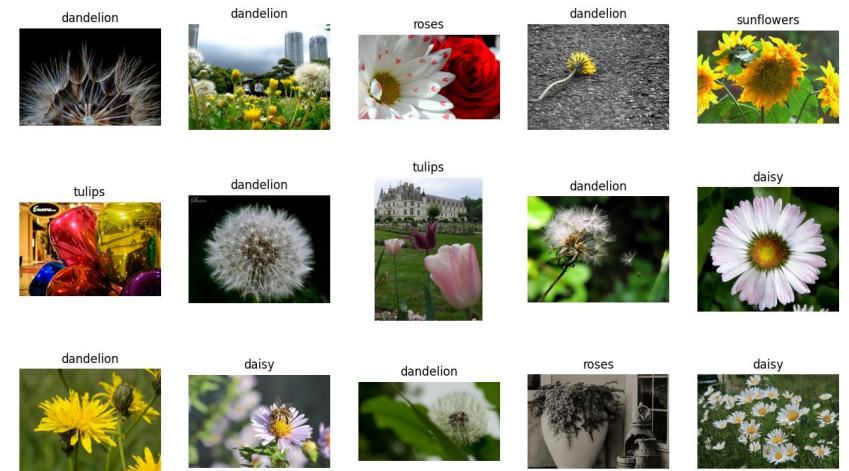 dandelion
dandelion
roses
dandelion
sunflowers
tulips
dandelion
tulips
dandelion
daisy
dandelion
daisy
dandelion
roses
daisy